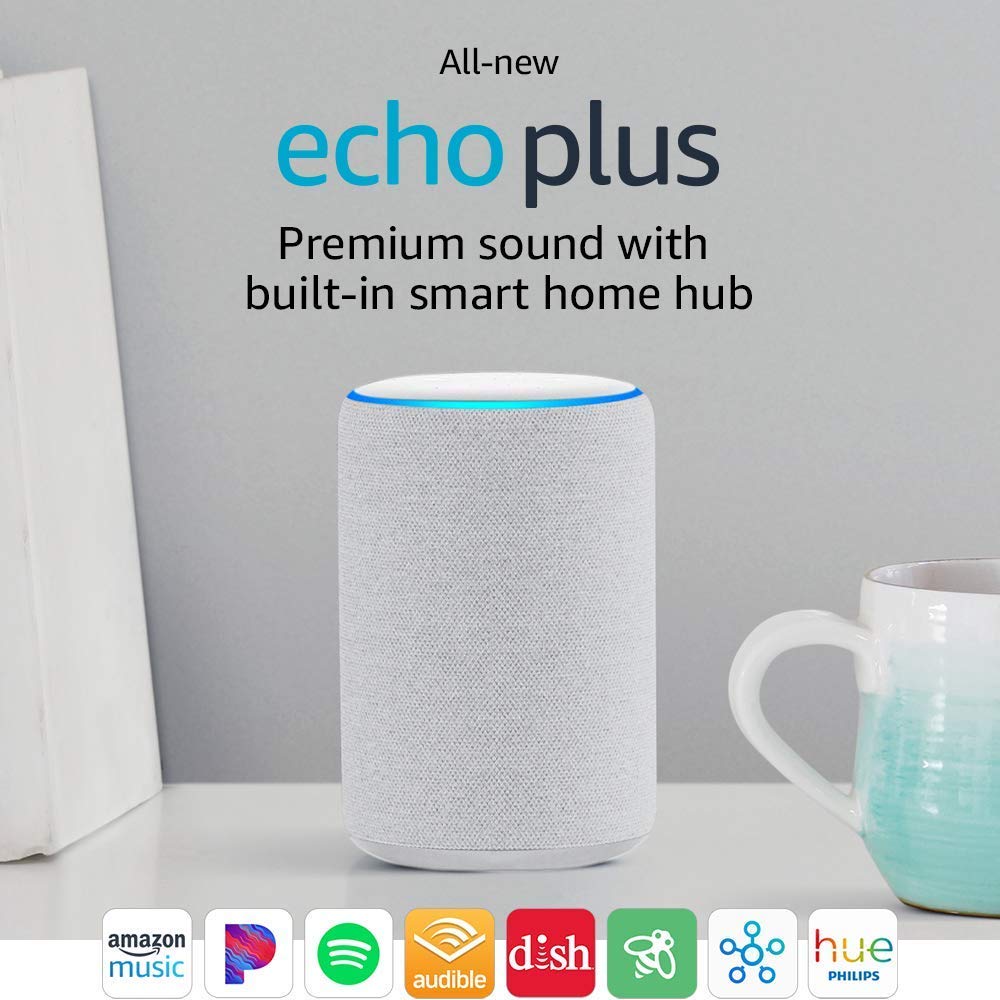 All-new
echo plus
Premium sound with
built-in smart home hub
amazon
music
audible
dish
hue
PHILIPS